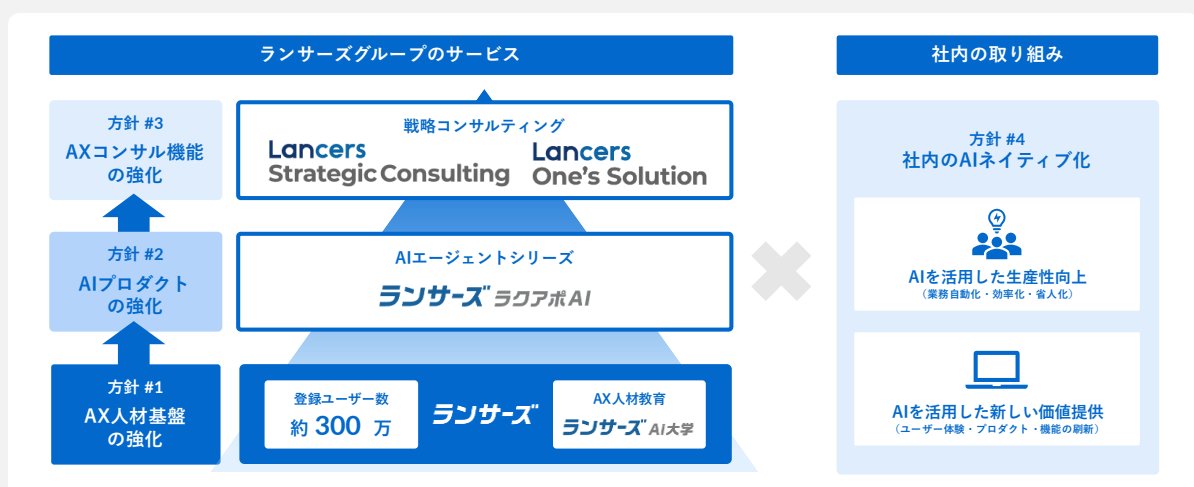 ランサーズグループのサービス
方針 #3
AXコンサル機能
の強化
戦略コンサルティング
Lancers
Strategic Consulting
Lancers
One's Solution
方針 #2
AIプロダクト
の強化
AIエージェントシリーズ
ランサーズ ラクアポAI
方針 #1
AX人材基盤
の強化
登録ユーザー数
約 300 万
ランサーズ
AX人材教育
ランサーズ AI大学
社内の取り組み
方針 #4
社内のAIネイティブ化
AIを活用した生産性向上
(業務自動化・効率化・省人化)
AIを活用した新しい価値提供
(ユーザー体験・プロダクト・機能の刷新)